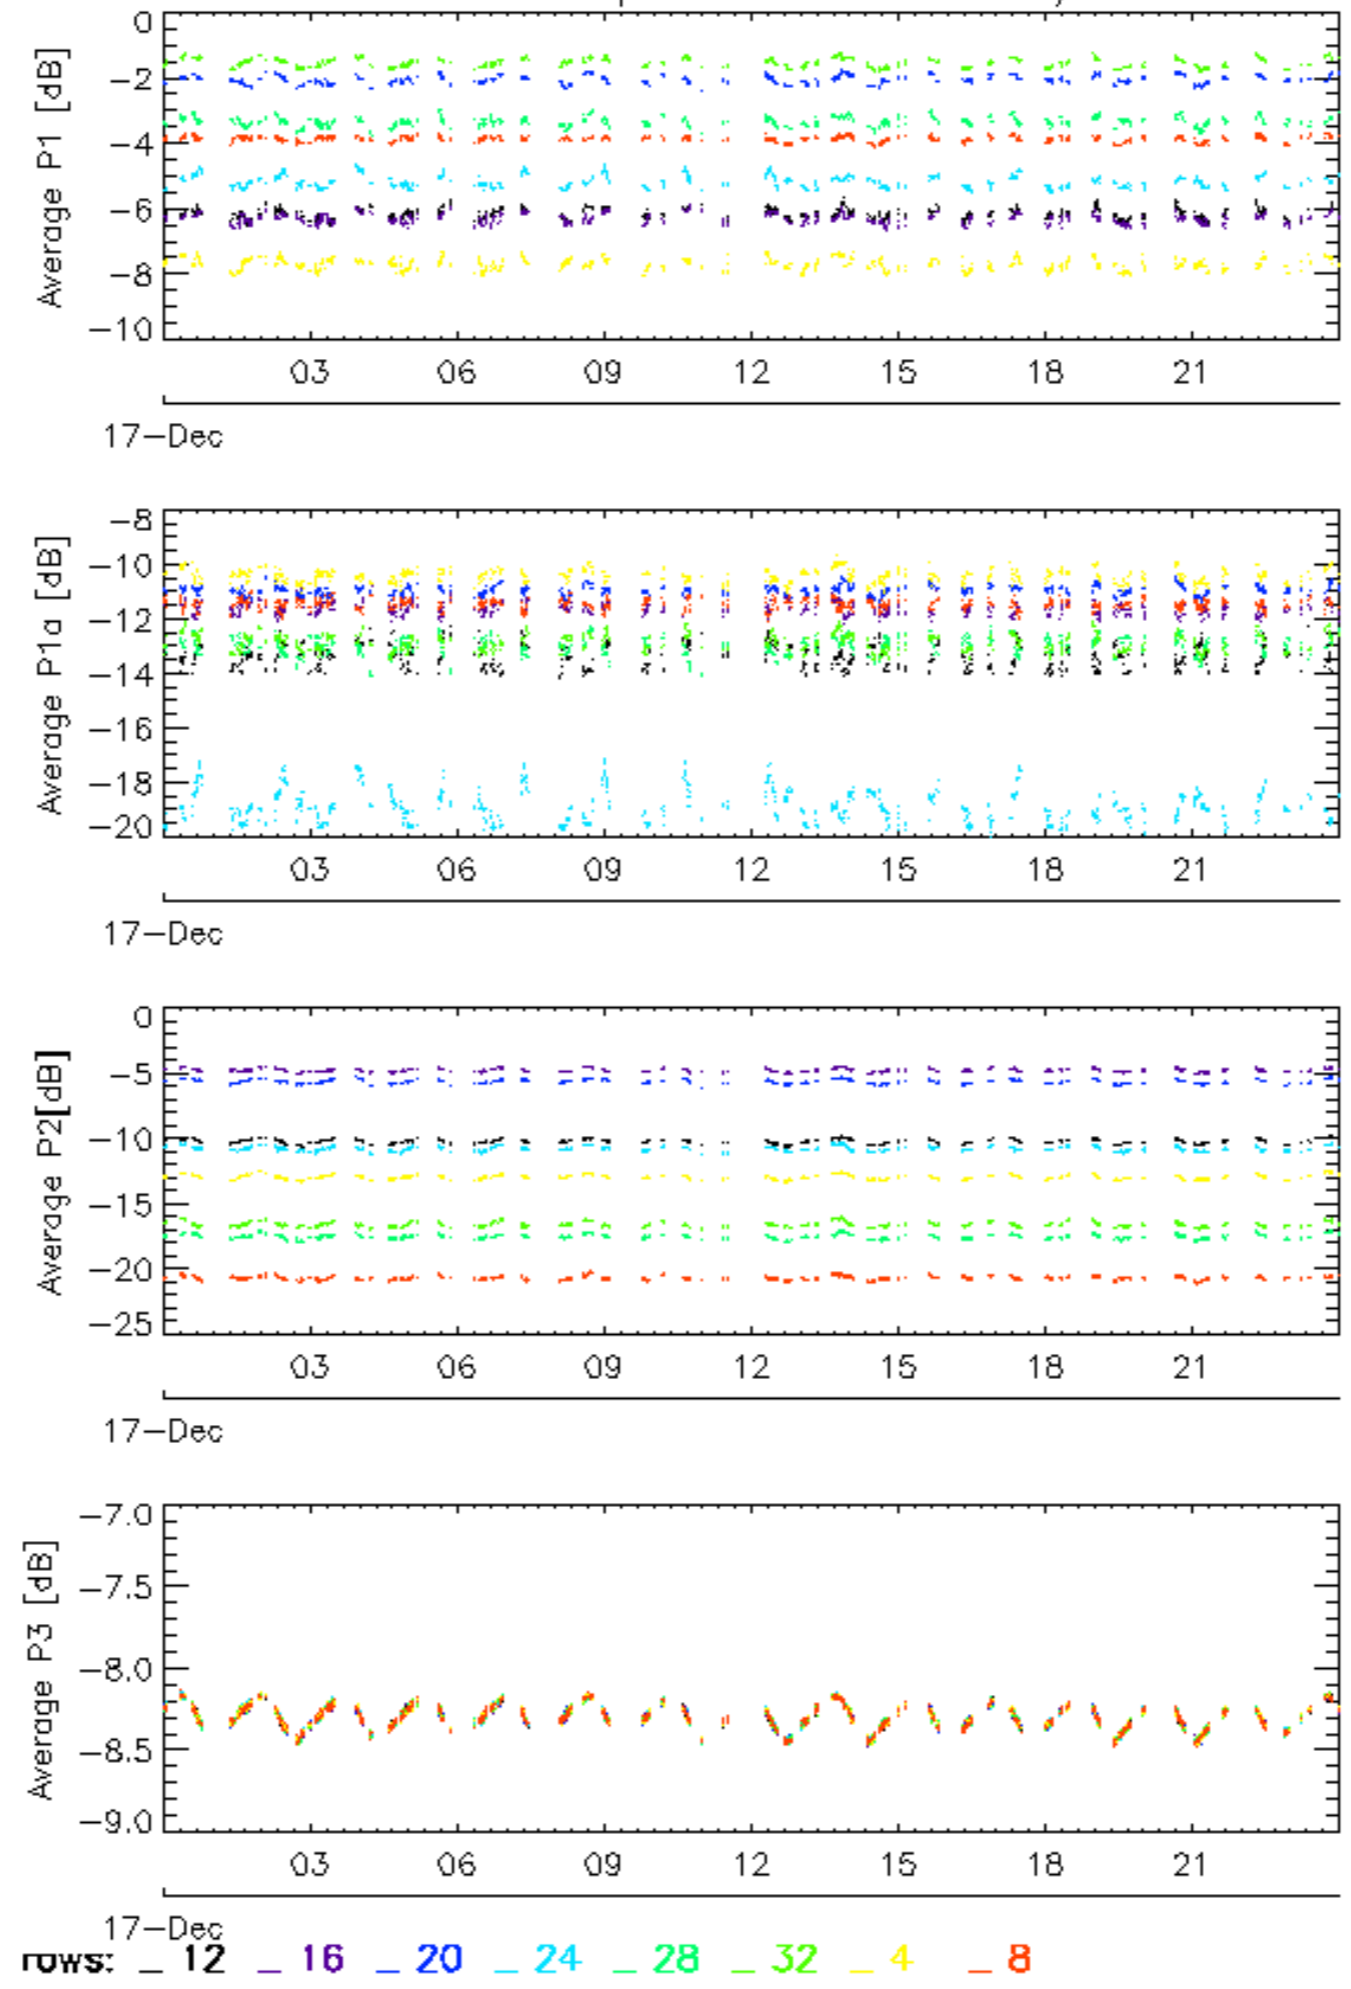 0
-2
-4
-6
-8
-10
Average P1 [dB]
03 06 09 12 15 18 21
17-Dec
-8
-10
-12
-14
-16
-18
-20
Average P1a [dB]
03 06 09 12 15 18 21
17-Dec
0
-5
-10
-15
-20
-25
Average P2[dB]
03 06 09 12 15 18 21
17-Dec
-7.0
-7.5
-8.0
-8.5
-9.0
Average P3 [dB]
03 06 09 12 15 18 21
17-Dec
rows: _ 12 _ 16 _ 20 _ 24 _ 28 _ 32 _ 4 _ 8